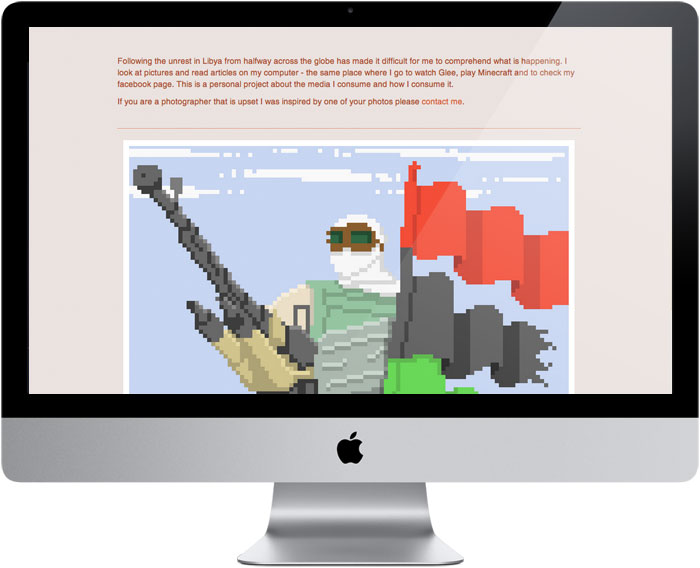 Following the unrest in Libya from halfway across the globe has made it difficult for me to comprehend what is happening. I
look at pictures and read articles on my computer - the same place where I go to watch Glee, play Minecraft and to check my
facebook page. This is a personal project about the media I consume and how I consume it.
If you are a photographer that is upset I was inspired by one of your photos please contact me.